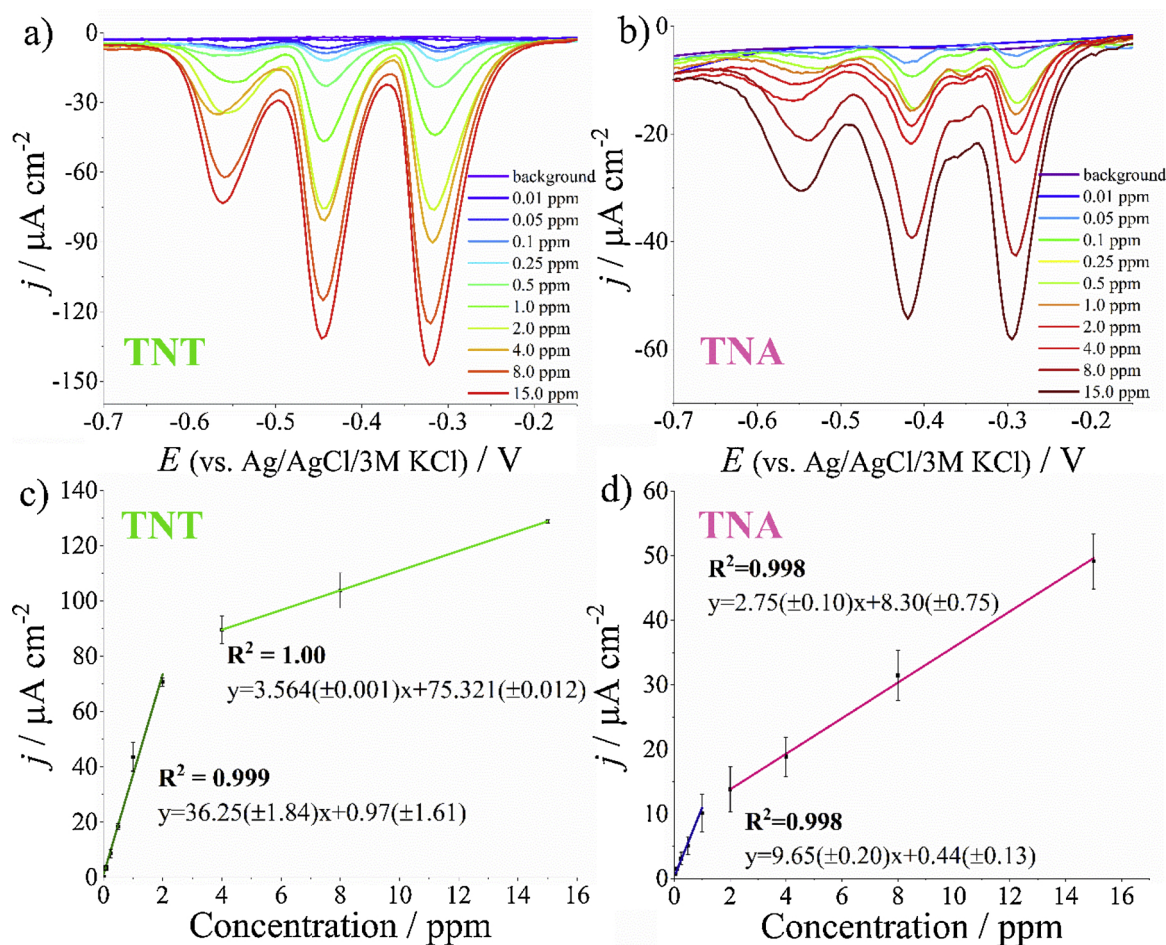 a)
0
-30
-60
-90
-120
-150
j / μA cm⁻²
TNT
background
0.01 ppm
0.05 ppm
0.1 ppm
0.25 ppm
0.5 ppm
1.0 ppm
2.0 ppm
4.0 ppm
8.0 ppm
15.0 ppm
-0.7 -0.6 -0.5 -0.4 -0.3 -0.2
E (vs. Ag/AgCl/3M KCl) / V
b)
0
-20
-40
-60
j / μA cm⁻²
TNA
background
0.01 ppm
0.05 ppm
0.1 ppm
0.25 ppm
0.5 ppm
1.0 ppm
2.0 ppm
4.0 ppm
8.0 ppm
15.0 ppm
-0.7 -0.6 -0.5 -0.4 -0.3 -0.2
E (vs. Ag/AgCl/3M KCl) / V
c)
140
120
100
80
60
40
20
0
j / μA cm⁻²
TNT
R² = 1.00
y=3.564(±0.001)x+75.321(±0.012)
R² = 0.999
y=36.25(±1.84)x+0.97(±1.61)
0 2 4 6 8 10 12 14 16
Concentration / ppm
d)
60
50
40
30
20
10
0
j / μA cm⁻²
TNA
R²=0.998
y=2.75(±0.10)x+8.30(±0.75)
R²=0.998
y=9.65(±0.20)x+0.44(±0.13)
0 2 4 6 8 10 12 14 16
Concentration / ppm